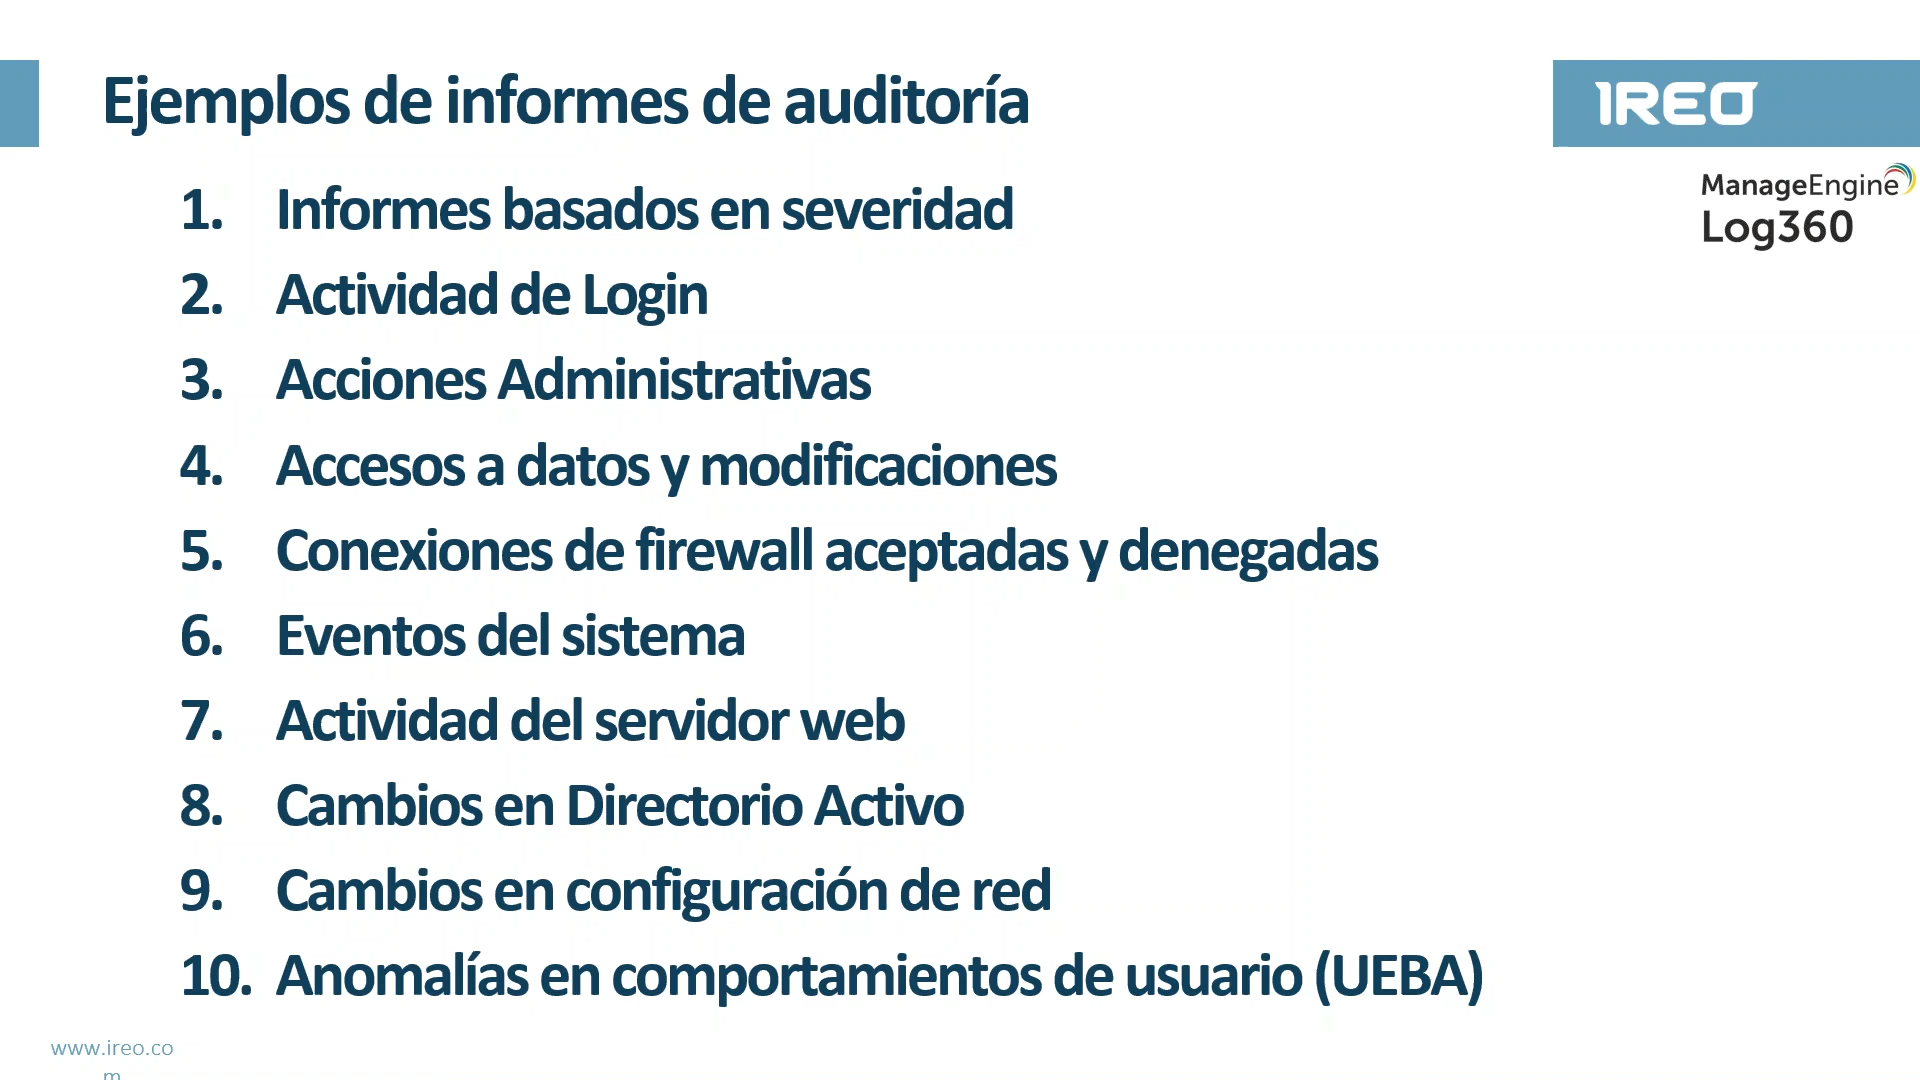 Ejemplos de informes de auditoría
IREO
ManageEngine
Log360
1. Informes basados en severidad
2. Actividad de Login
3. Acciones Administrativas
4. Accesos a datos y modificaciones
5. Conexiones de firewall aceptadas y denegadas
6. Eventos del sistema
7. Actividad del servidor web
8. Cambios en Directorio Activo
9. Cambios en configuración de red
10. Anomalías en comportamientos de usuario (UEBA)
www.ireo.co
m